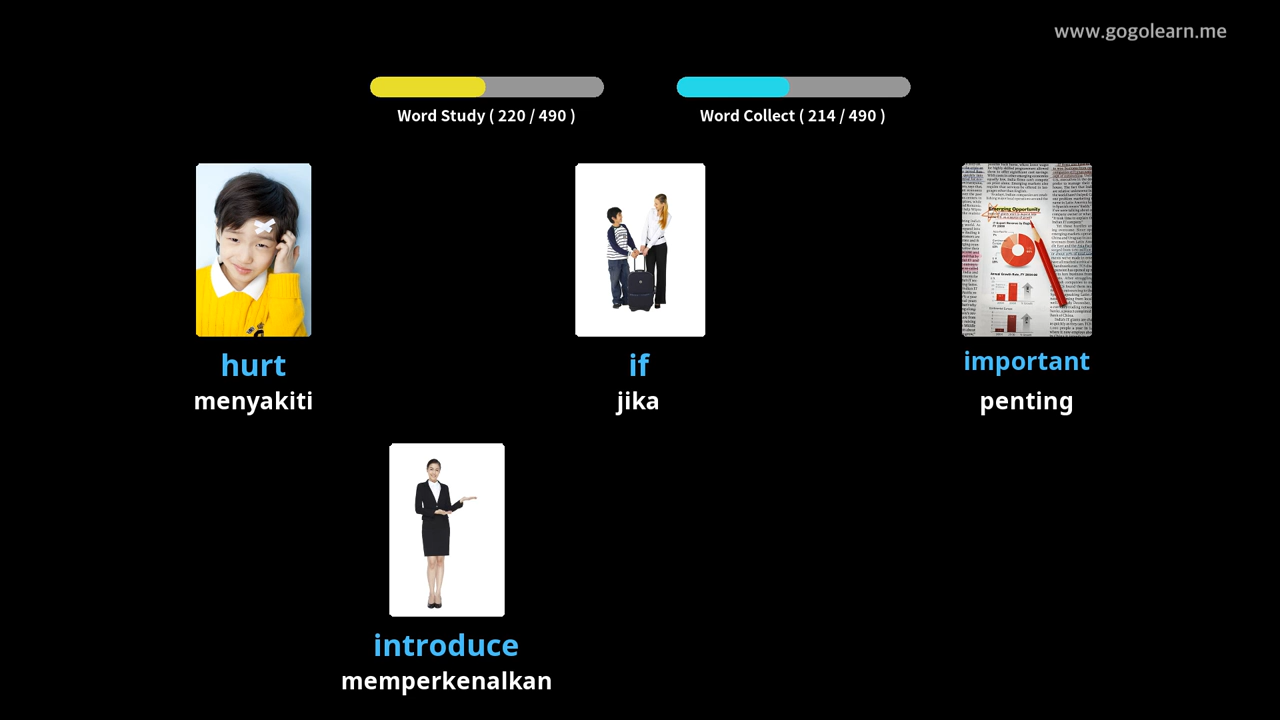 www.gogolearn.me
Word Study ( 220 / 490 )
Word Collect ( 214 / 490 )
Emerging Opportunity
hurt
if
important
menyakiti
jika
penting
introduce
memperkenalkan